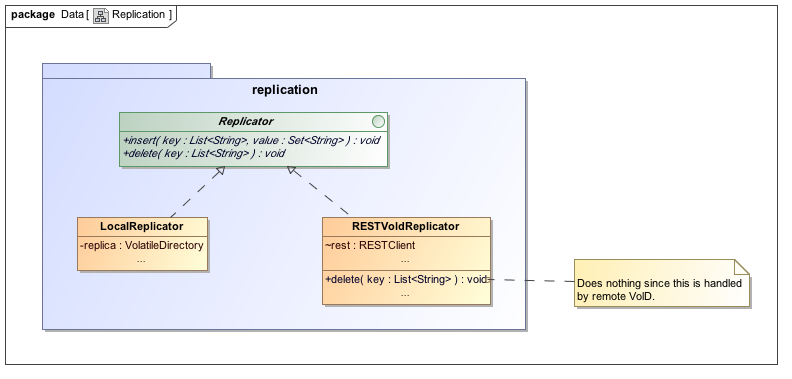 package Data [ Replication ]
replication
Replicator
+insert( key : List<String>, value : Set<String> ) : void
+delete( key : List<String> ) : void
LocalReplicator
-replica : VolatileDirectory
...
RESTVoldReplicator
~rest : RESTClient
...
+delete( key : List<String> ) : void
...
Does nothing since this is handled
by remote VolD.